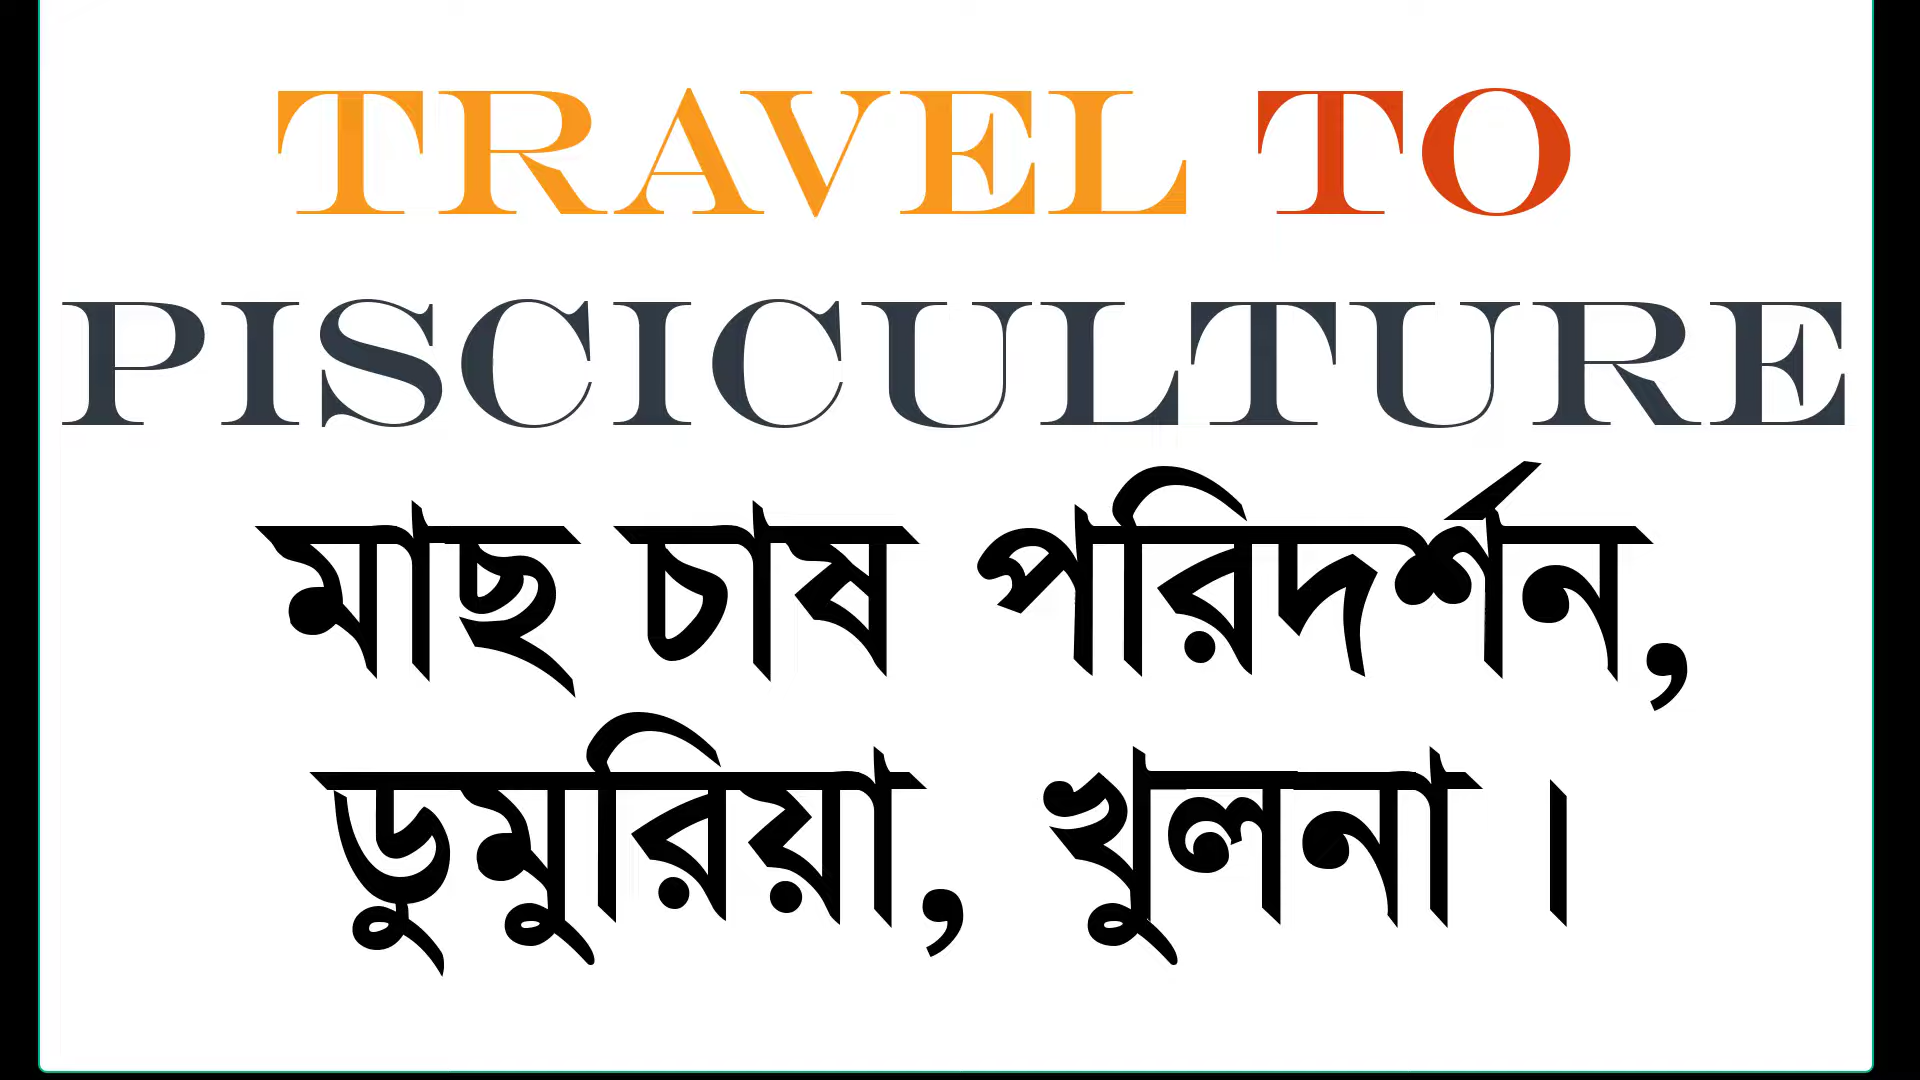 TRAVEL TO
PISCICULTURE
মাছ চাষ পরিদর্শন,
ডুমুরিয়া, খুলনা।